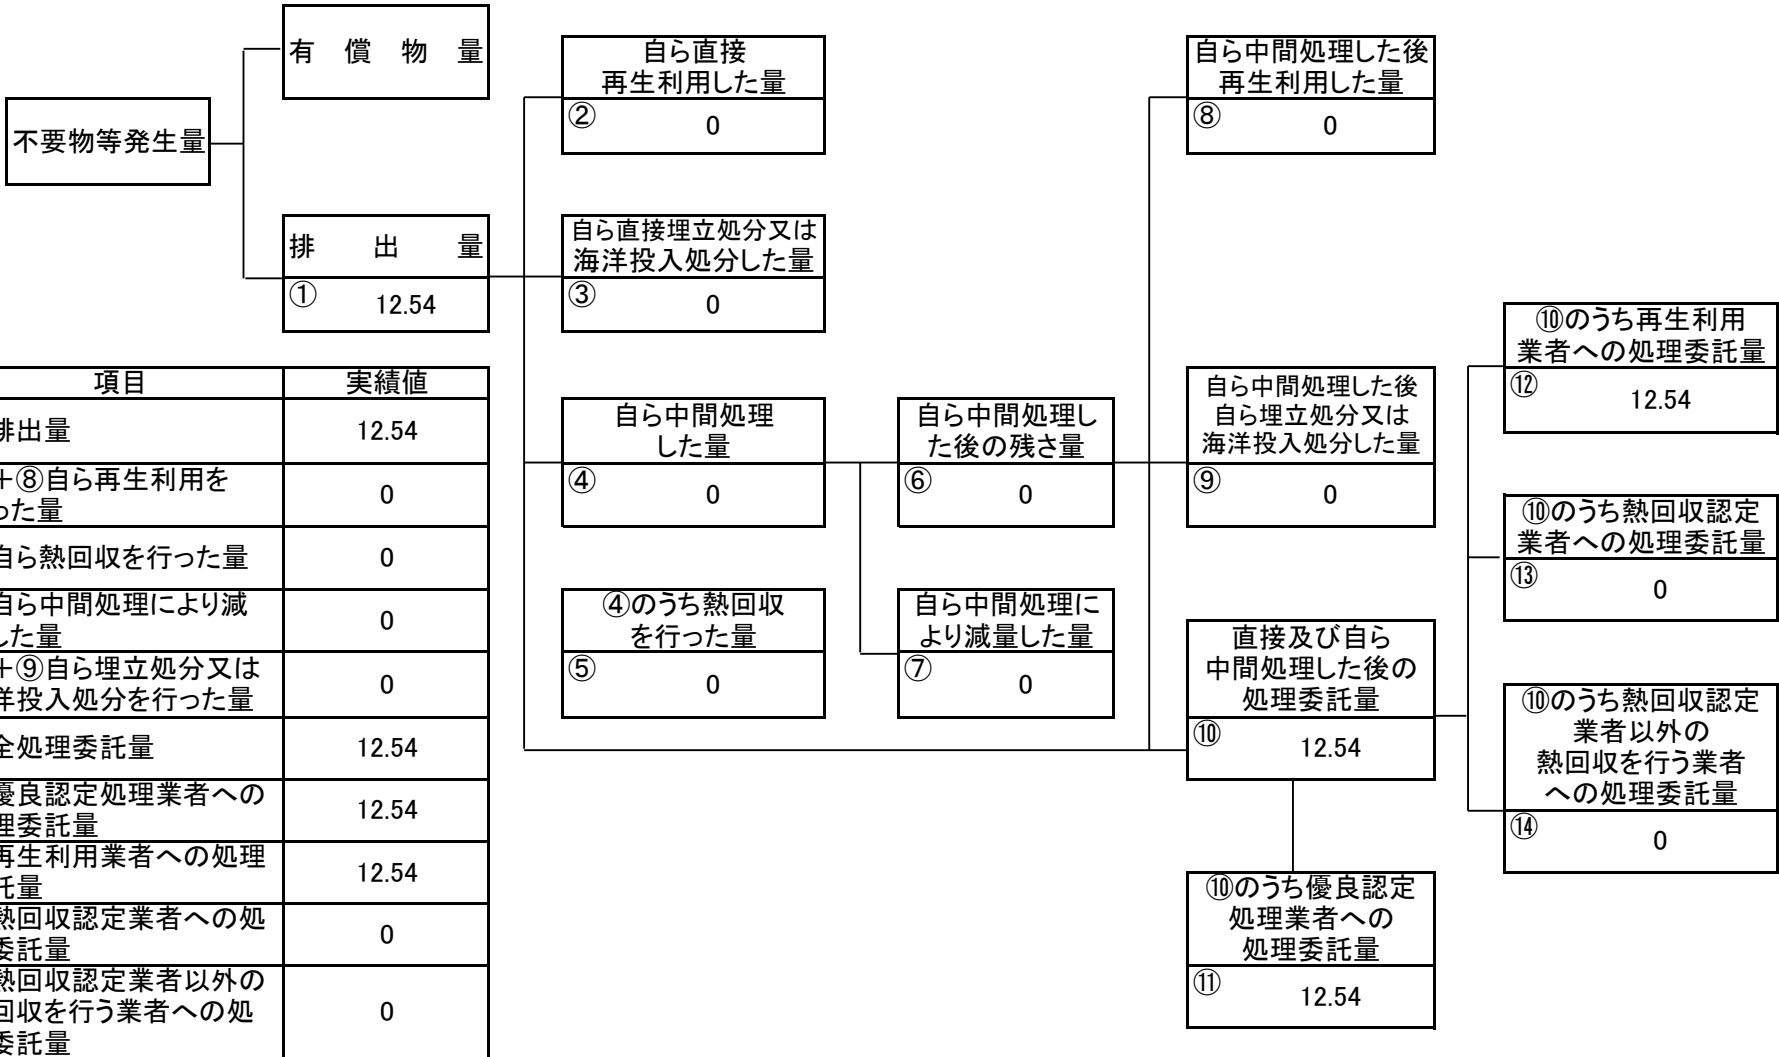 不要物等発生量
有　償　物　量
排　出　量
①
12.54
自ら直接
再生利用した量
②
0
自ら直接埋立処分又は
海洋投入処分した量
③
0
自ら中間処理
した量
④
0
④のうち熱回収
を行った量
⑤
0
自ら中間処理し
た後の残さ量
⑥
0
自ら中間処理に
より減量した量
⑦
0
自ら中間処理した後
再生利用した量
⑧
0
自ら中間処理した後
自ら埋立処分又は
海洋投入処分した量
⑨
0
直接及び自ら
中間処理した後の
処理委託量
⑩
12.54
⑩のうち優良認定
処理業者への
処理委託量
⑪
12.54
⑩のうち再生利用
業者への処理委託量
⑫
12.54
⑩のうち熱回収認定
業者への処理委託量
⑬
0
⑩のうち熱回収認定
業者以外の
熱回収を行う業者
への処理委託量
⑭
0
項目
実績値
排出量
12.54
+⑧自ら再生利用を
った量
0
自ら熱回収を行った量
0
自ら中間処理により減
した量
0
+⑨自ら埋立処分又は
洋投入処分を行った量
0
全処理委託量
12.54
優良認定処理業者への
理委託量
12.54
再生利用業者への処理
託量
12.54
熱回収認定業者への処
委託量
0
熱回収認定業者以外の
回収を行う業者への処
委託量
0